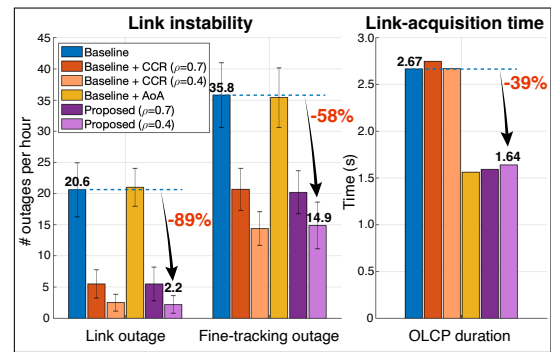 Link instability
Link-acquisition time
Baseline
Baseline + CCR (ρ=0.7)
Baseline + CCR (ρ=0.4)
Baseline + AoA
Proposed (ρ=0.7)
Proposed (ρ=0.4)
# outages per hour
45
40
35
30
25
20
15
10
5
0
20.6
-89%
2.2
35.8
-58%
14.9
Link outage
Fine-tracking outage
Time (s)
3.0
2.5
2.0
1.5
1.0
0.5
0.0
2.67
-39%
1.64
OLCP duration